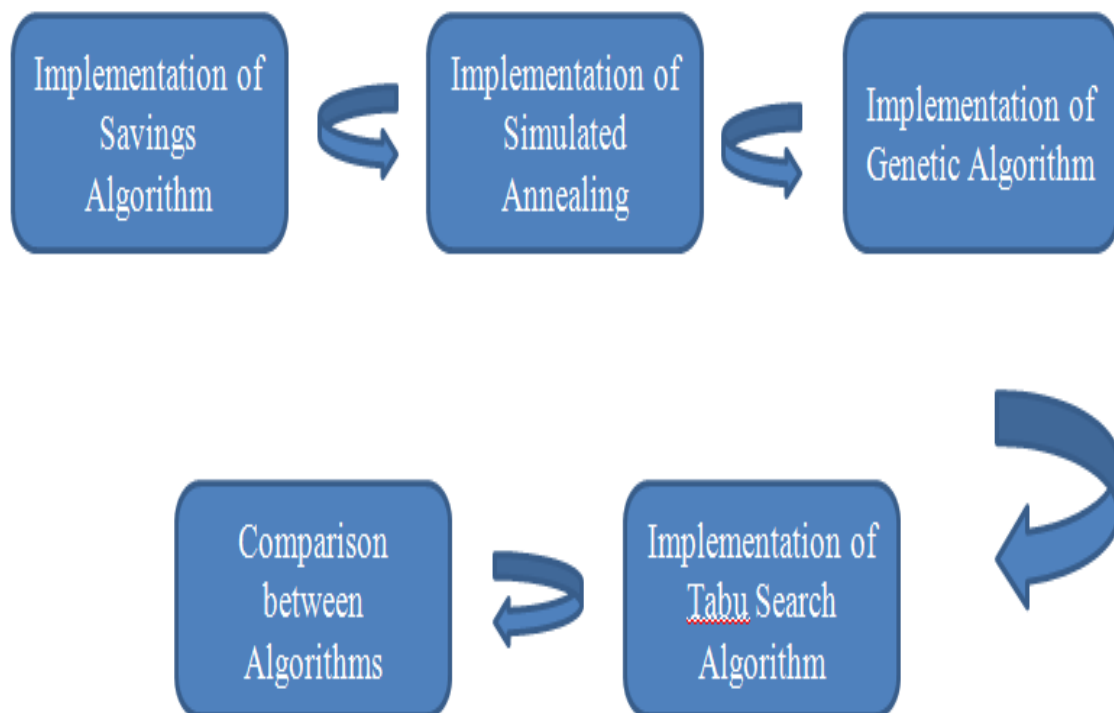 Implementation of
Savings
Algorithm
Implementation of
Simulated
Annealing
Implementation of
Genetic Algorithm
Comparison
between
Algorithms
Implementation of
Tabu Search
Algorithm